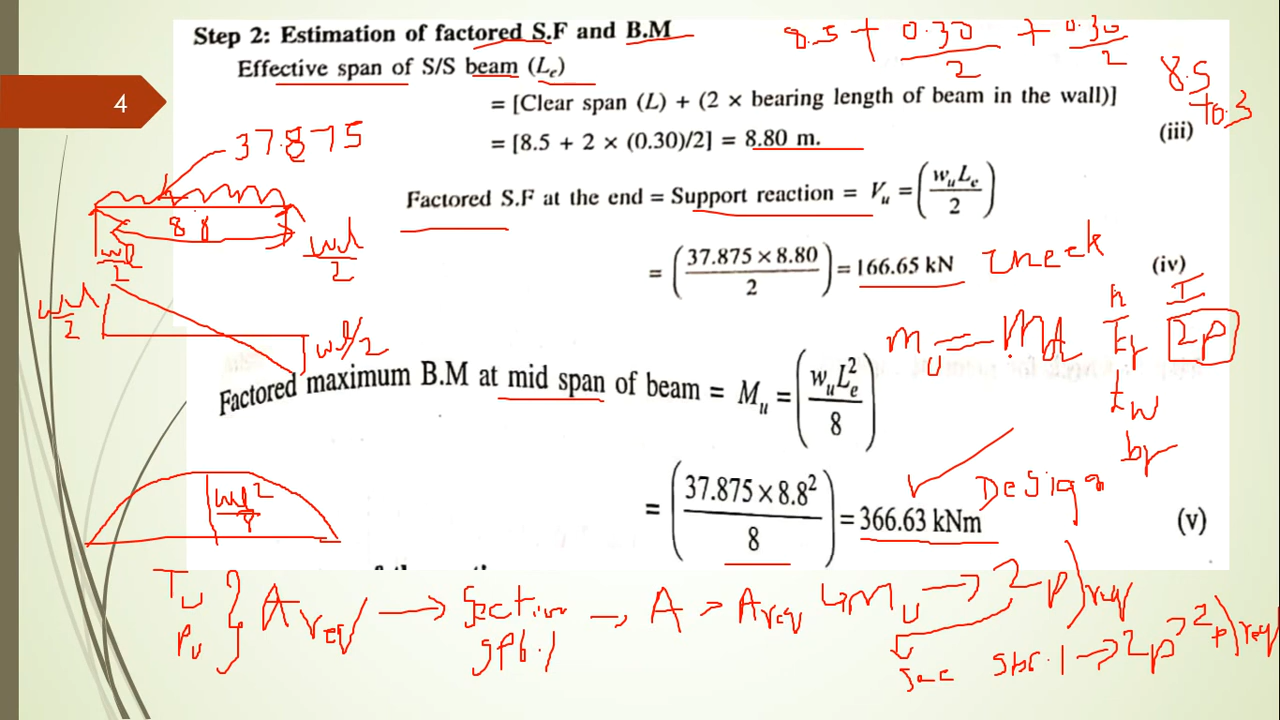 Step 2: Estimation of factored S.F and B.M
8.5 + 0.30/2 + 0.30/2
Effective span of S/S beam (Le)
8.5
+0.3
4
= [Clear span (L) + (2 × bearing length of beam in the wall)]
37.875
= [8.5 + 2 × (0.30)/2] = 8.80 m. (iii)
Factored S.F at the end = Support reaction = Vu = (wuLe/2)
8.8
wl/2
wl/2
= (37.875 × 8.80/2) = 166.65 kN (iv)
check
wl/2
wl/2
h I
Mu = Md
tf Zp
tw
bf
Factored maximum B.M at mid span of beam = Mu = (wuLe²/8)
wl²/8
= (37.875 × 8.8²/8) = 366.63 kNm (v)
Design
Tu
Pu } Areq → Section → A > Areq
Mu → Zp)req
→ Zp > Zp)req